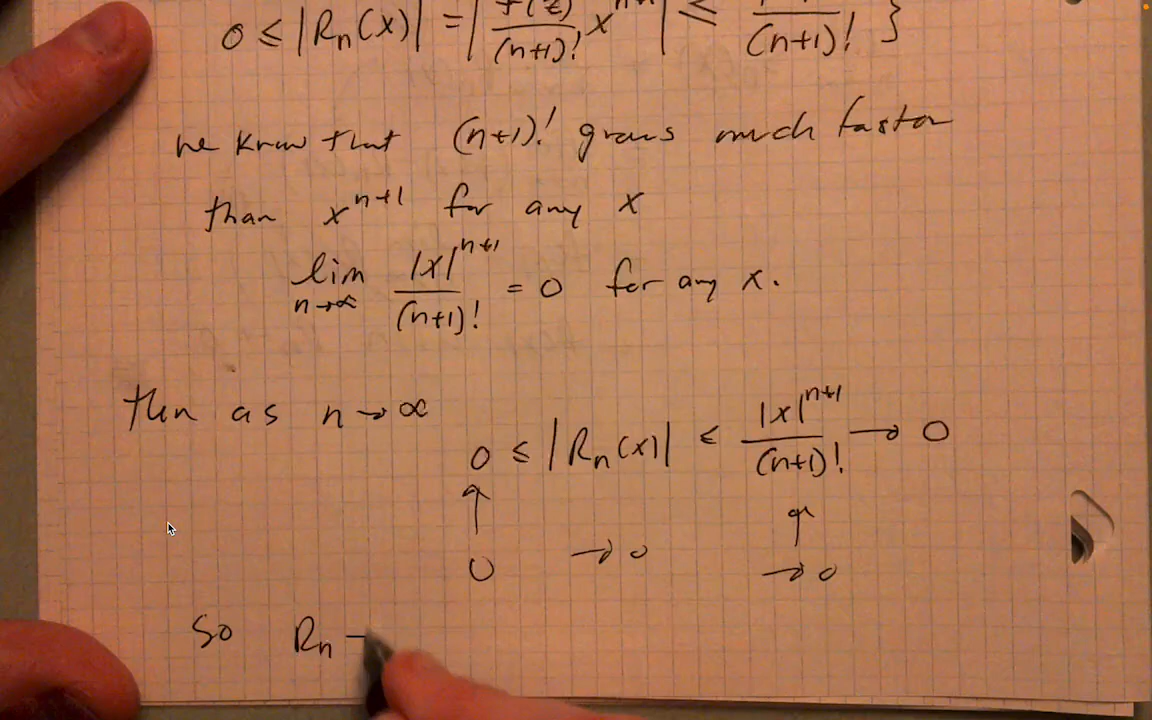 0 ≤ |Rn(x)| = | f(z)/(n+1)! x^n+1 | ≤ /(n+1)! }
we know that (n+1)! grows much faster
than x^n+1 for any x
lim n→∞ |x|^n+1/(n+1)! = 0 for any x.
then as n→∞
0 ≤ |Rn(x)| ≤ |x|^n+1/(n+1)! → 0
↑ ↑
0 → 0 → 0
So Rn →